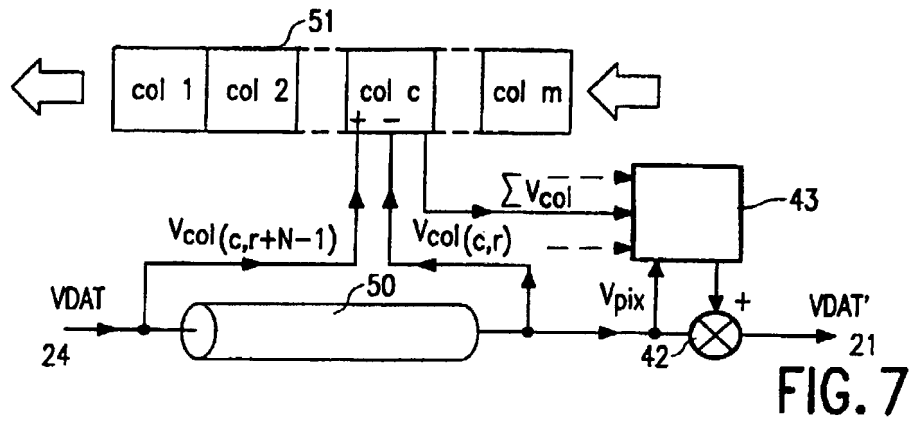 51
col 1 col 2 col c col m
+ −
∑Vcol
43
Vcol(c,r+N−1) Vcol(c,r)
50
VDAT Vpix + VDAT'
24 42 21
FIG. 7